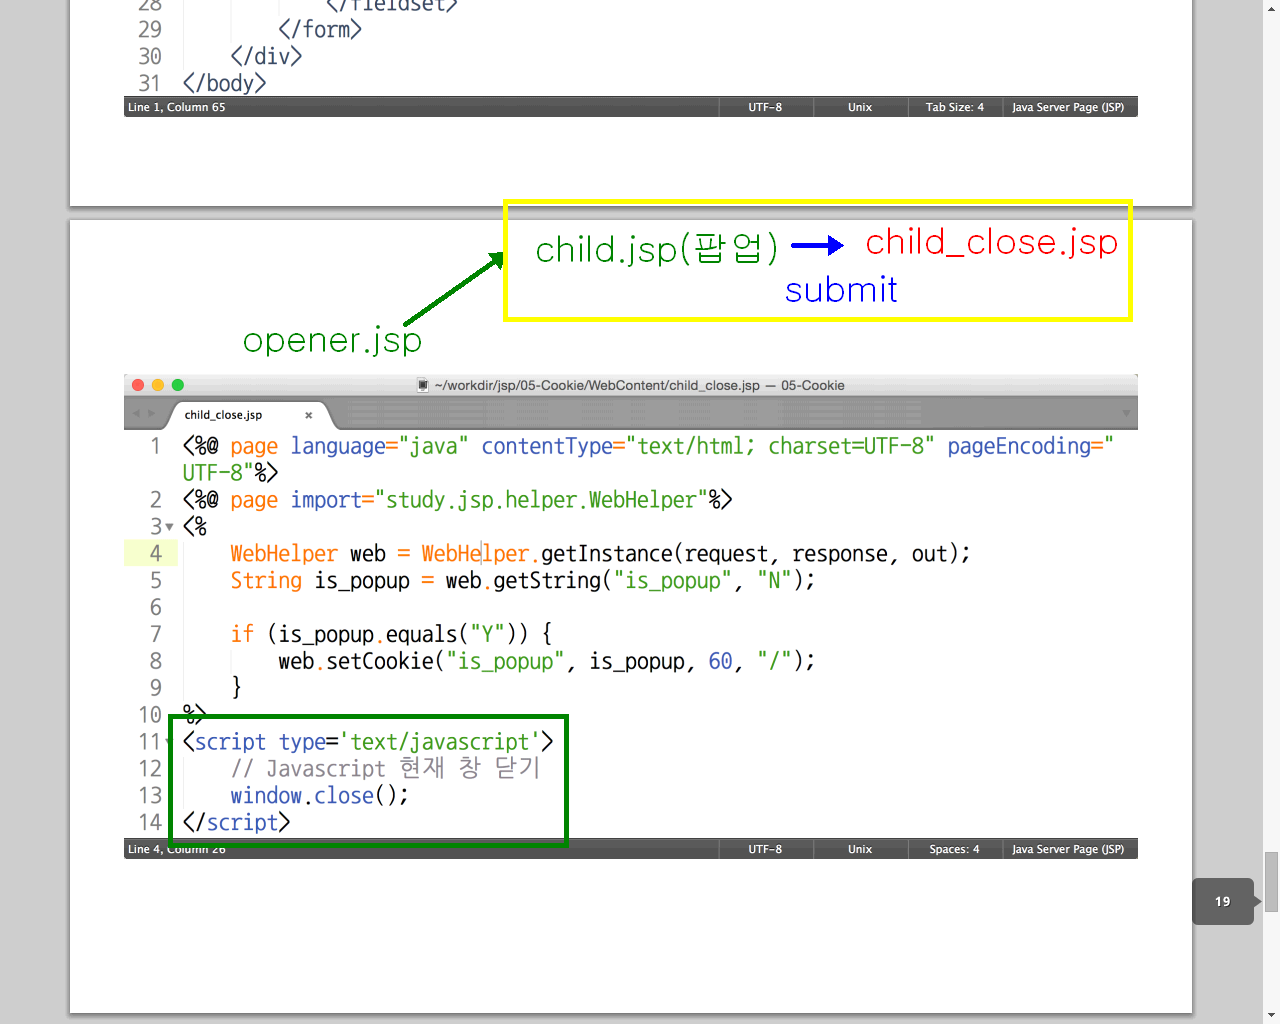 28 </fieldset>
29 </form>
30 </div>
31 </body>
Line 1, Column 65 UTF-8 Unix Tab Size: 4 Java Server Page (JSP)
child.jsp(팝업) child_close.jsp
submit
opener.jsp
~/workdir/jsp/05-Cookie/WebContent/child_close.jsp — 05-Cookie
child_close.jsp ×
1 <%@ page language="java" contentType="text/html; charset=UTF-8" pageEncoding="
UTF-8"%>
2 <%@ page import="study.jsp.helper.WebHelper"%>
3 <%
4 WebHelper web = WebHelper.getInstance(request, response, out);
5 String is_popup = web.getString("is_popup", "N");
6
7 if (is_popup.equals("Y")) {
8 web.setCookie("is_popup", is_popup, 60, "/");
9 }
10 %>
11 <script type='text/javascript'>
12 // Javascript 현재 창 닫기
13 window.close();
14 </script>
Line 4, Column 26 UTF-8 Unix Spaces: 4 Java Server Page (JSP)
19